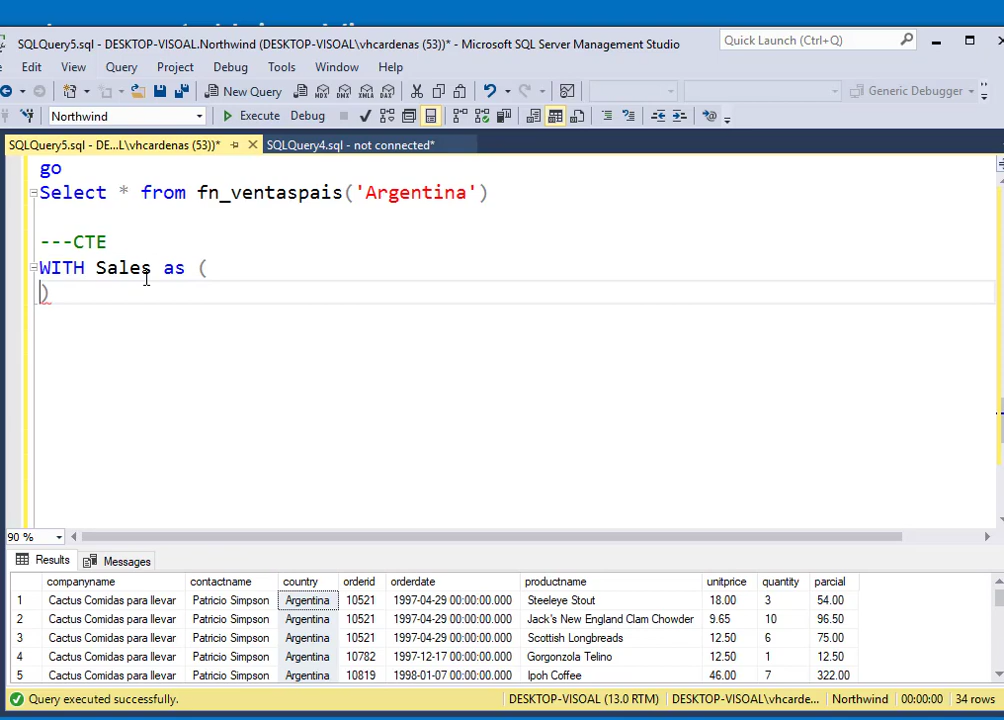 SQLQuery5.sql - DESKTOP-VISOAL.Northwind (DESKTOP-VISOAL\vhcardenas (53))* - Microsoft SQL Server Management Studio
Quick Launch (Ctrl+Q)
Edit View Query Project Debug Tools Window Help
New Query MDX DMX XMLA DAX Generic Debugger
Northwind Execute Debug
SQLQuery5.sql - DE...L\vhcardenas (53))* SQLQuery4.sql - not connected*
go
Select * from fn_ventaspais('Argentina')
---CTE
WITH Sales as (
)
90 %
Results Messages
companyname contactname country orderid orderdate productname unitprice quantity parcial
1 Cactus Comidas para llevar Patricio Simpson Argentina 10521 1997-04-29 00:00:00.000 Steeleye Stout 18.00 3 54.00
2 Cactus Comidas para llevar Patricio Simpson Argentina 10521 1997-04-29 00:00:00.000 Jack's New England Clam Chowder 9.65 10 96.50
3 Cactus Comidas para llevar Patricio Simpson Argentina 10521 1997-04-29 00:00:00.000 Scottish Longbreads 12.50 6 75.00
4 Cactus Comidas para llevar Patricio Simpson Argentina 10782 1997-12-17 00:00:00.000 Gorgonzola Telino 12.50 1 12.50
5 Cactus Comidas para llevar Patricio Simpson Argentina 10819 1998-01-07 00:00:00.000 Ipoh Coffee 46.00 7 322.00
Query executed successfully. DESKTOP-VISOAL (13.0 RTM) DESKTOP-VISOAL\vhcarde... Northwind 00:00:00 34 rows